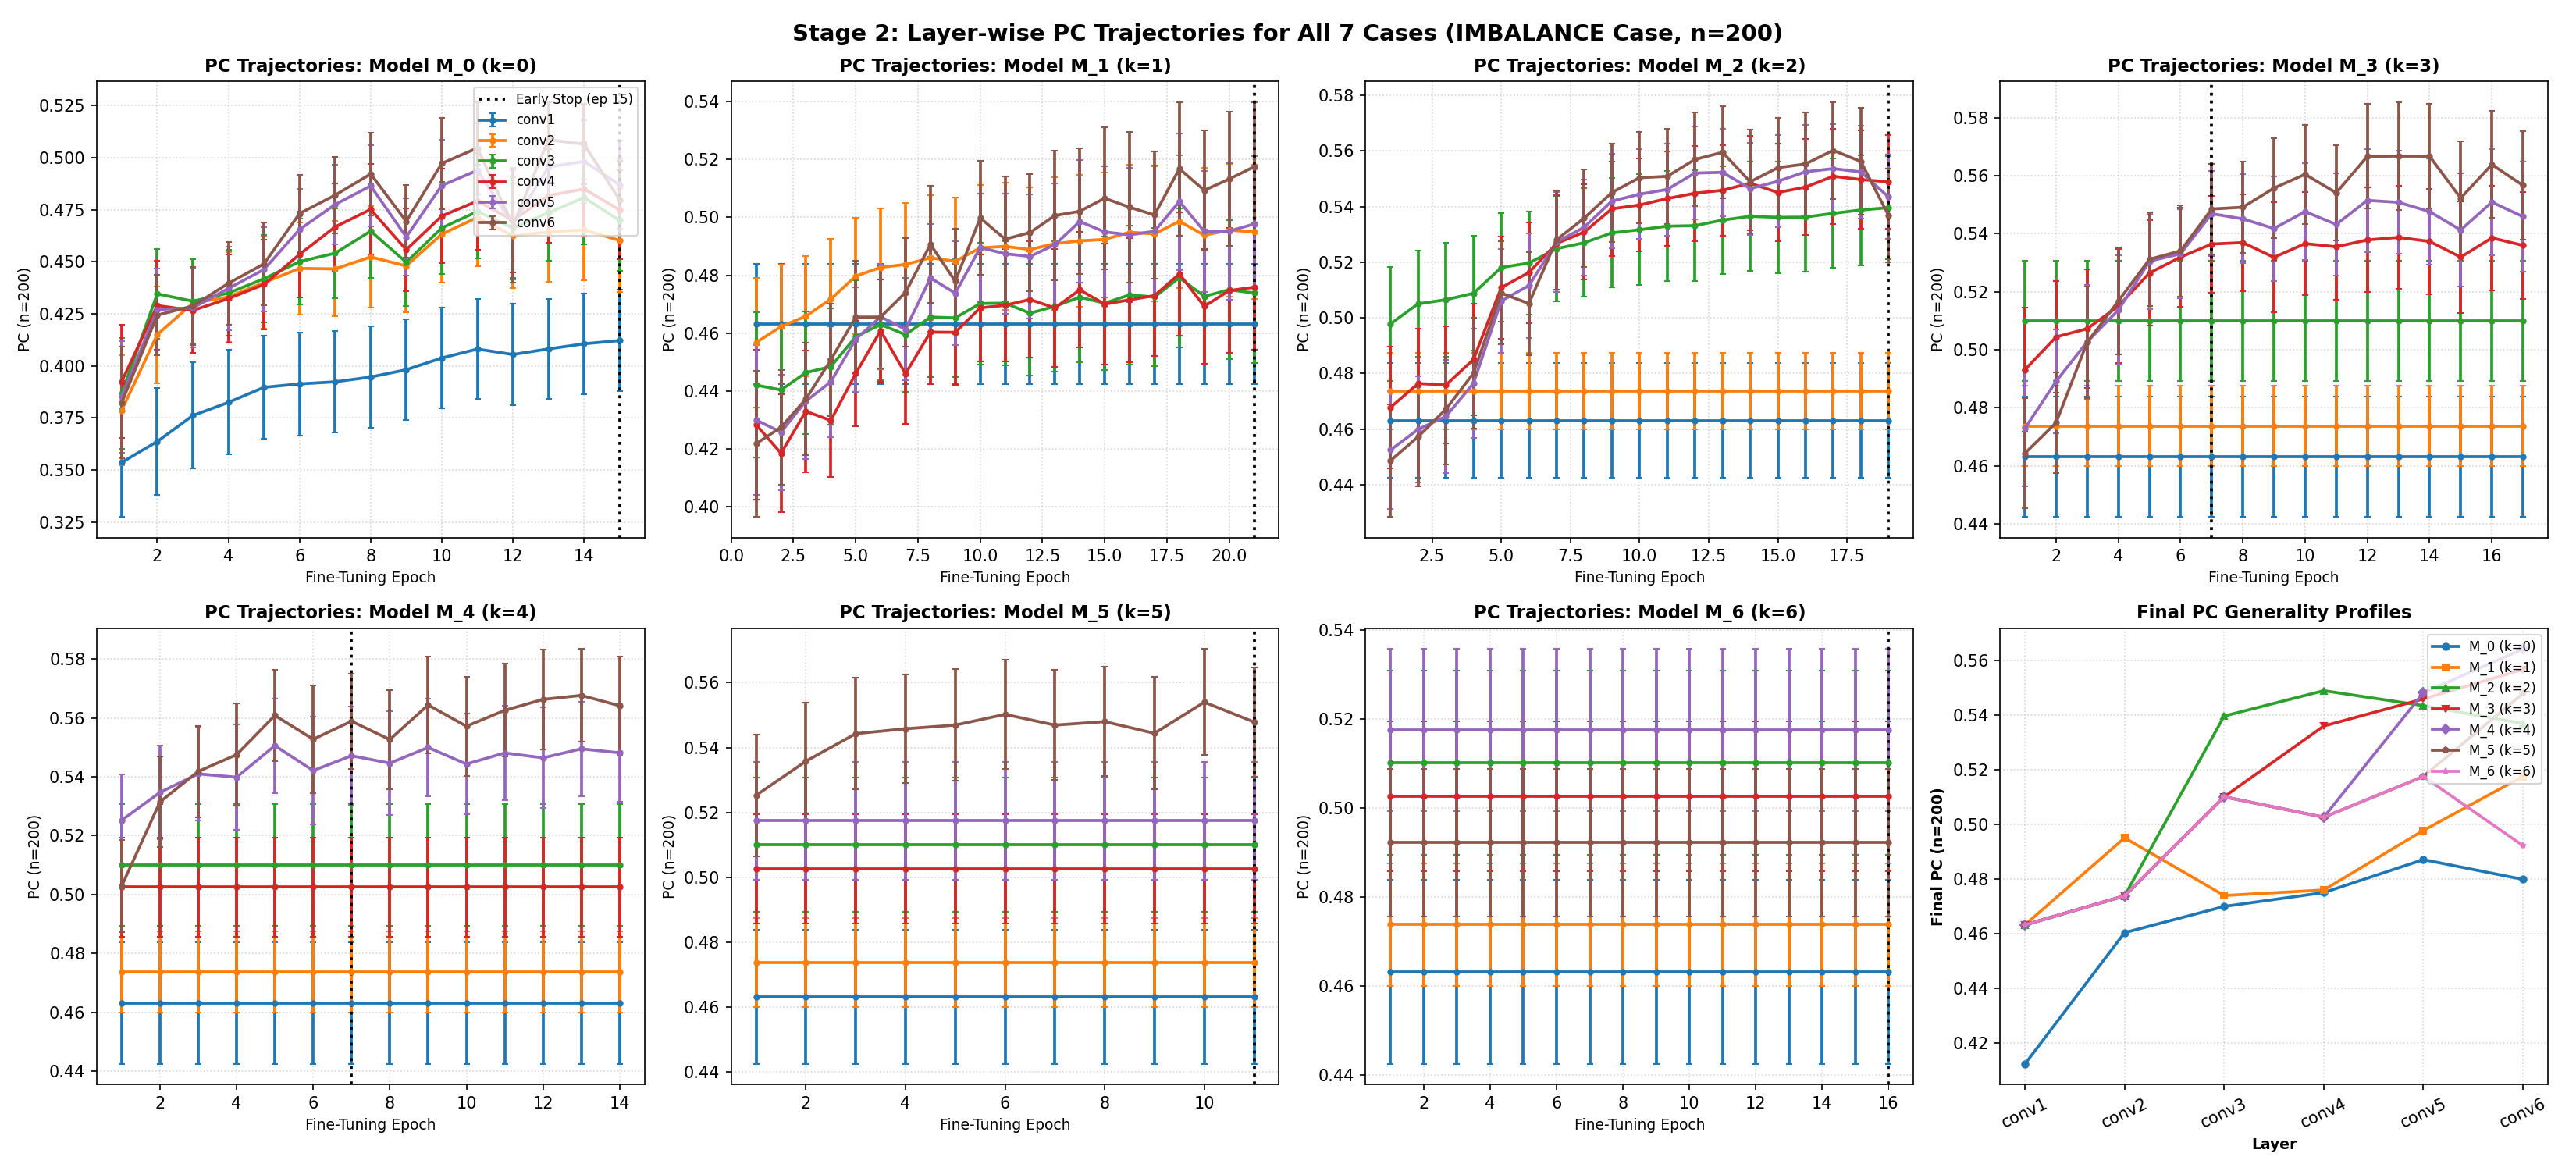 Stage 2: Layer-wise PC Trajectories for All 7 Cases (IMBALANCE Case, n=200)
PC Trajectories: Model M_0 (k=0)
PC (n=200)
0.525
0.500
0.475
0.450
0.425
0.400
0.375
0.350
0.325
2 4 6 8 10 12 14
Fine-Tuning Epoch
Early Stop (ep 15)
conv1
conv2
conv3
conv4
conv5
conv6
PC Trajectories: Model M_1 (k=1)
PC (n=200)
0.54
0.52
0.50
0.48
0.46
0.44
0.42
0.40
0.0 2.5 5.0 7.5 10.0 12.5 15.0 17.5 20.0
Fine-Tuning Epoch
PC Trajectories: Model M_2 (k=2)
PC (n=200)
0.58
0.56
0.54
0.52
0.50
0.48
0.46
0.44
2.5 5.0 7.5 10.0 12.5 15.0 17.5
Fine-Tuning Epoch
PC Trajectories: Model M_3 (k=3)
PC (n=200)
0.58
0.56
0.54
0.52
0.50
0.48
0.46
0.44
2 4 6 8 10 12 14 16
Fine-Tuning Epoch
PC Trajectories: Model M_4 (k=4)
PC (n=200)
0.58
0.56
0.54
0.52
0.50
0.48
0.46
0.44
2 4 6 8 10 12 14
Fine-Tuning Epoch
PC Trajectories: Model M_5 (k=5)
PC (n=200)
0.56
0.54
0.52
0.50
0.48
0.46
0.44
2 4 6 8 10
Fine-Tuning Epoch
PC Trajectories: Model M_6 (k=6)
PC (n=200)
0.54
0.52
0.50
0.48
0.46
0.44
2 4 6 8 10 12 14 16
Fine-Tuning Epoch
Final PC Generality Profiles
Final PC (n=200)
0.56
0.54
0.52
0.50
0.48
0.46
0.44
0.42
conv1 conv2 conv3 conv4 conv5 conv6
Layer
M_0 (k=0)
M_1 (k=1)
M_2 (k=2)
M_3 (k=3)
M_4 (k=4)
M_5 (k=5)
M_6 (k=6)